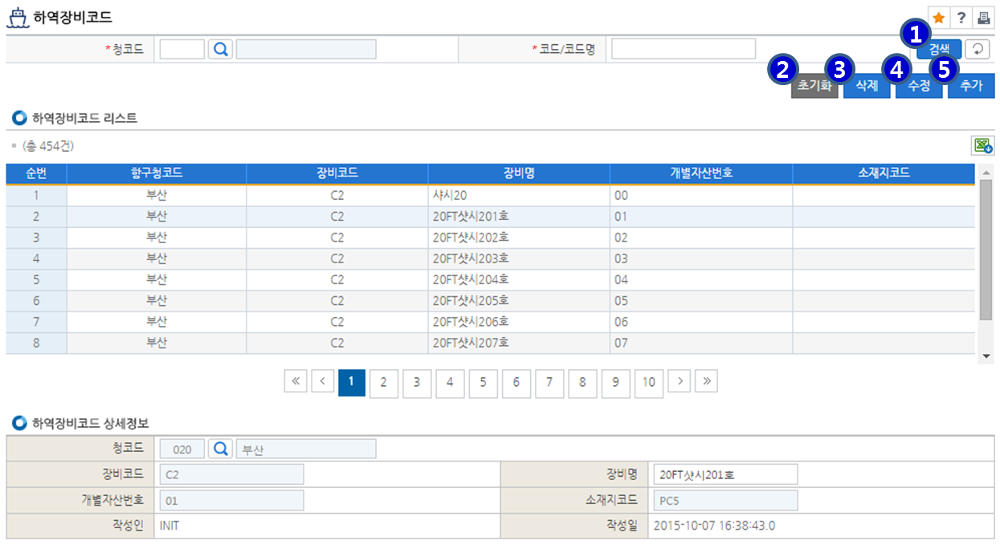 하역장비코드
?
* 청코드
* 코드/코드명
1
검색
2 초기화 3 삭제 4 수정 5 추가
하역장비코드 리스트
(총 454건)
순번 항구청코드 장비코드 장비명 개별자산번호 소재지코드
1 부산 C2 샤시20 00
2 부산 C2 20FT샷시201호 01
3 부산 C2 20FT샷시202호 02
4 부산 C2 20FT샷시203호 03
5 부산 C2 20FT샷시204호 04
6 부산 C2 20FT샷시205호 05
7 부산 C2 20FT샷시206호 06
8 부산 C2 20FT샷시207호 07
« < 1 2 3 4 5 6 7 8 9 10 > »
하역장비코드 상세정보
청코드 020 부산
장비코드 C2 장비명 20FT샷시201호
개별자산번호 01 소재지코드 PC5
작성인 INIT 작성일 2015-10-07 16:38:43.0